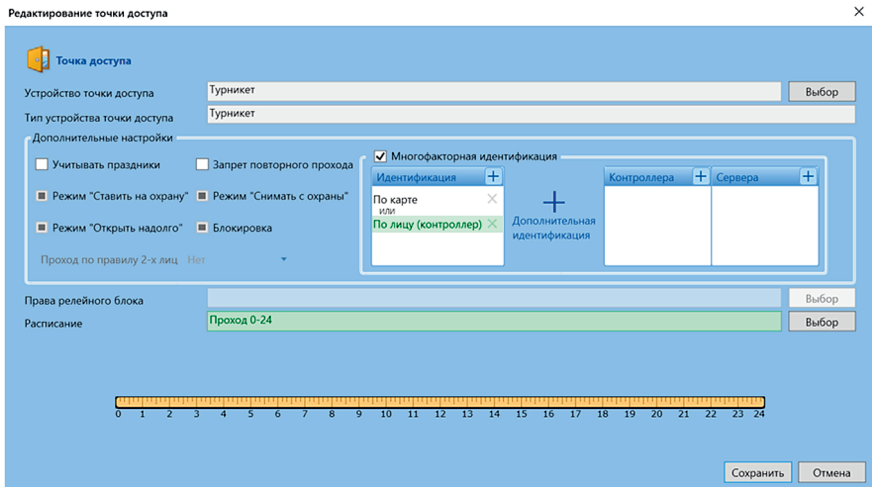 Редактирование точки доступа
Точка доступа
Устройство точки доступа Турникет Выбор
Тип устройства точки доступа Турникет
Дополнительные настройки
Учитывать праздники Запрет повторного прохода Многофакторная идентификация
Идентификация Контроллера Сервера
Режим "Ставить на охрану" Режим "Снимать с охраны" По карте
или
По лицу (контроллер) Дополнительная
идентификация
Режим "Открыть надолго" Блокировка
Проход по правилу 2-х лиц Нет
Права релейного блока Выбор
Расписание Проход 0-24 Выбор
0 1 2 3 4 5 6 7 8 9 10 11 12 13 14 15 16 17 18 19 20 21 22 23 24
Сохранить Отмена